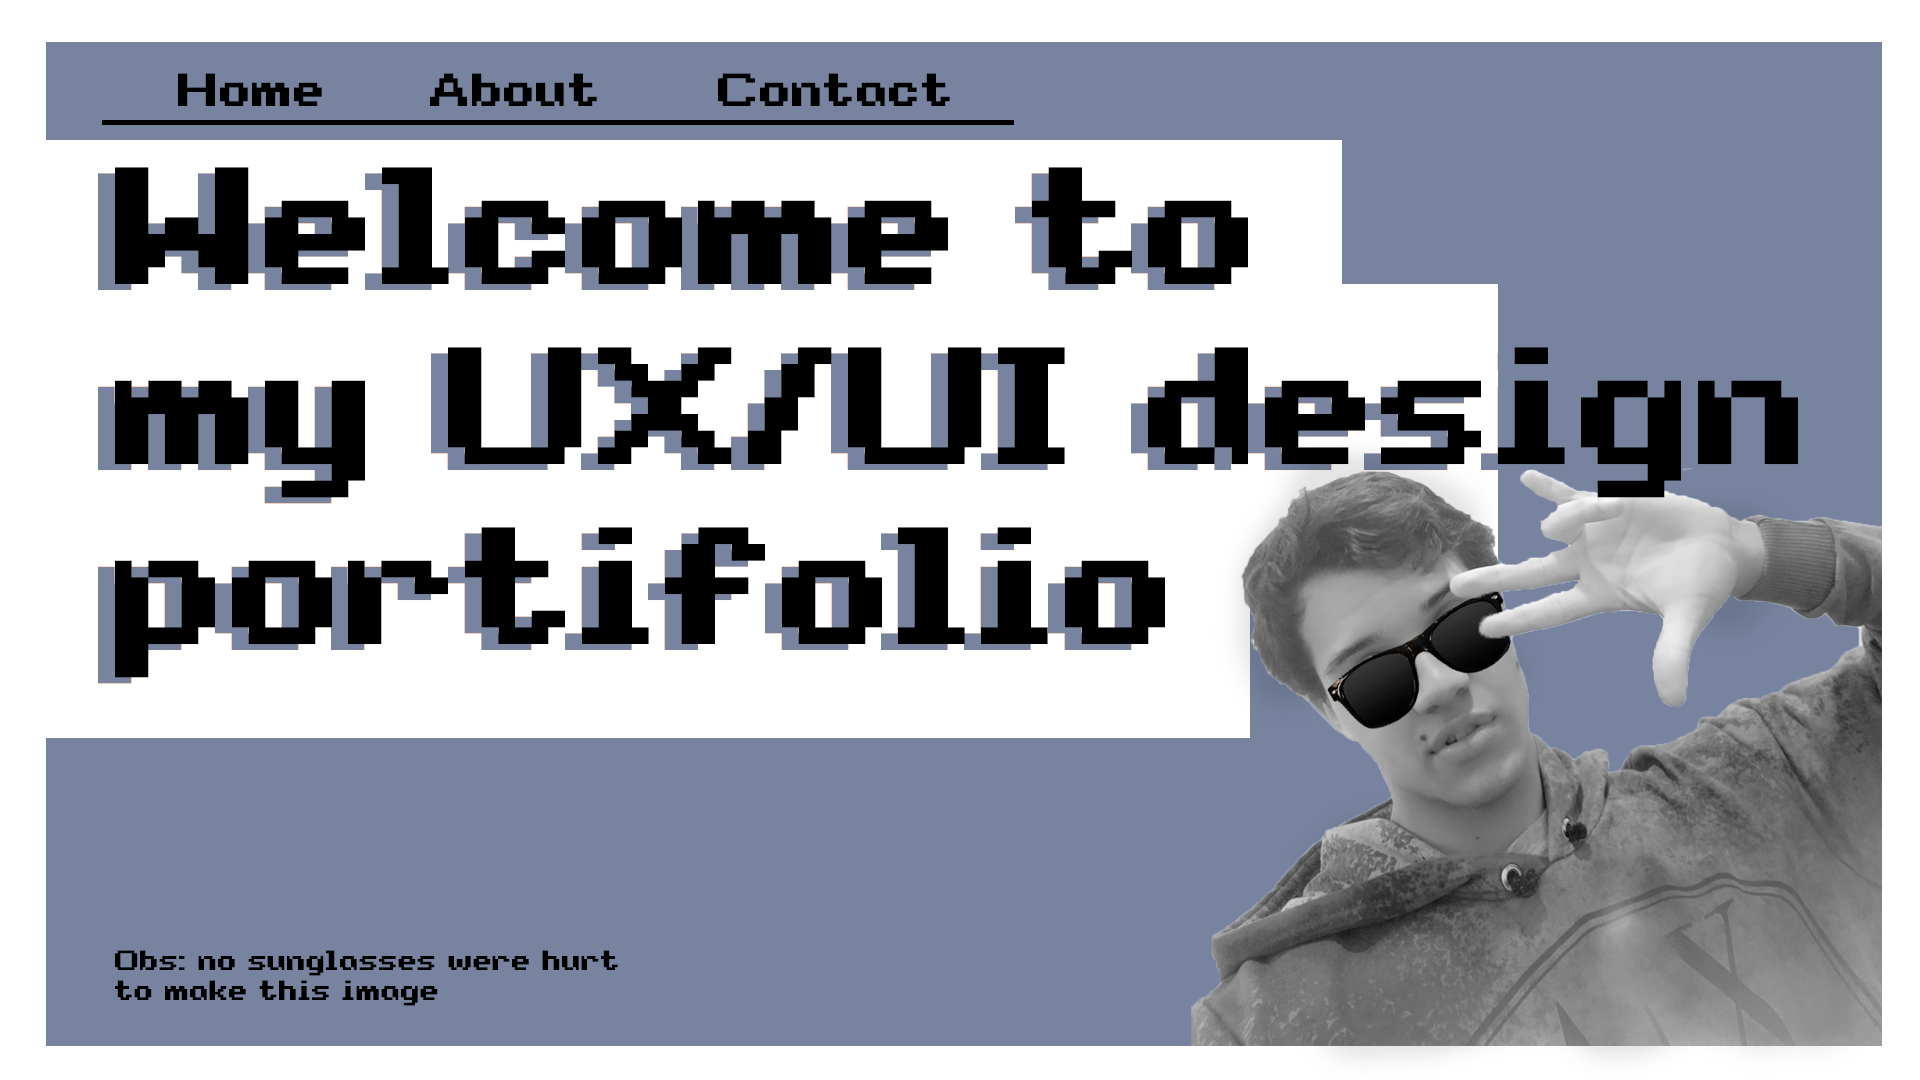 Home About Contact
Welcome to
my UX/UI design
portifolio
Obs: no sunglasses were hurt
to make this image